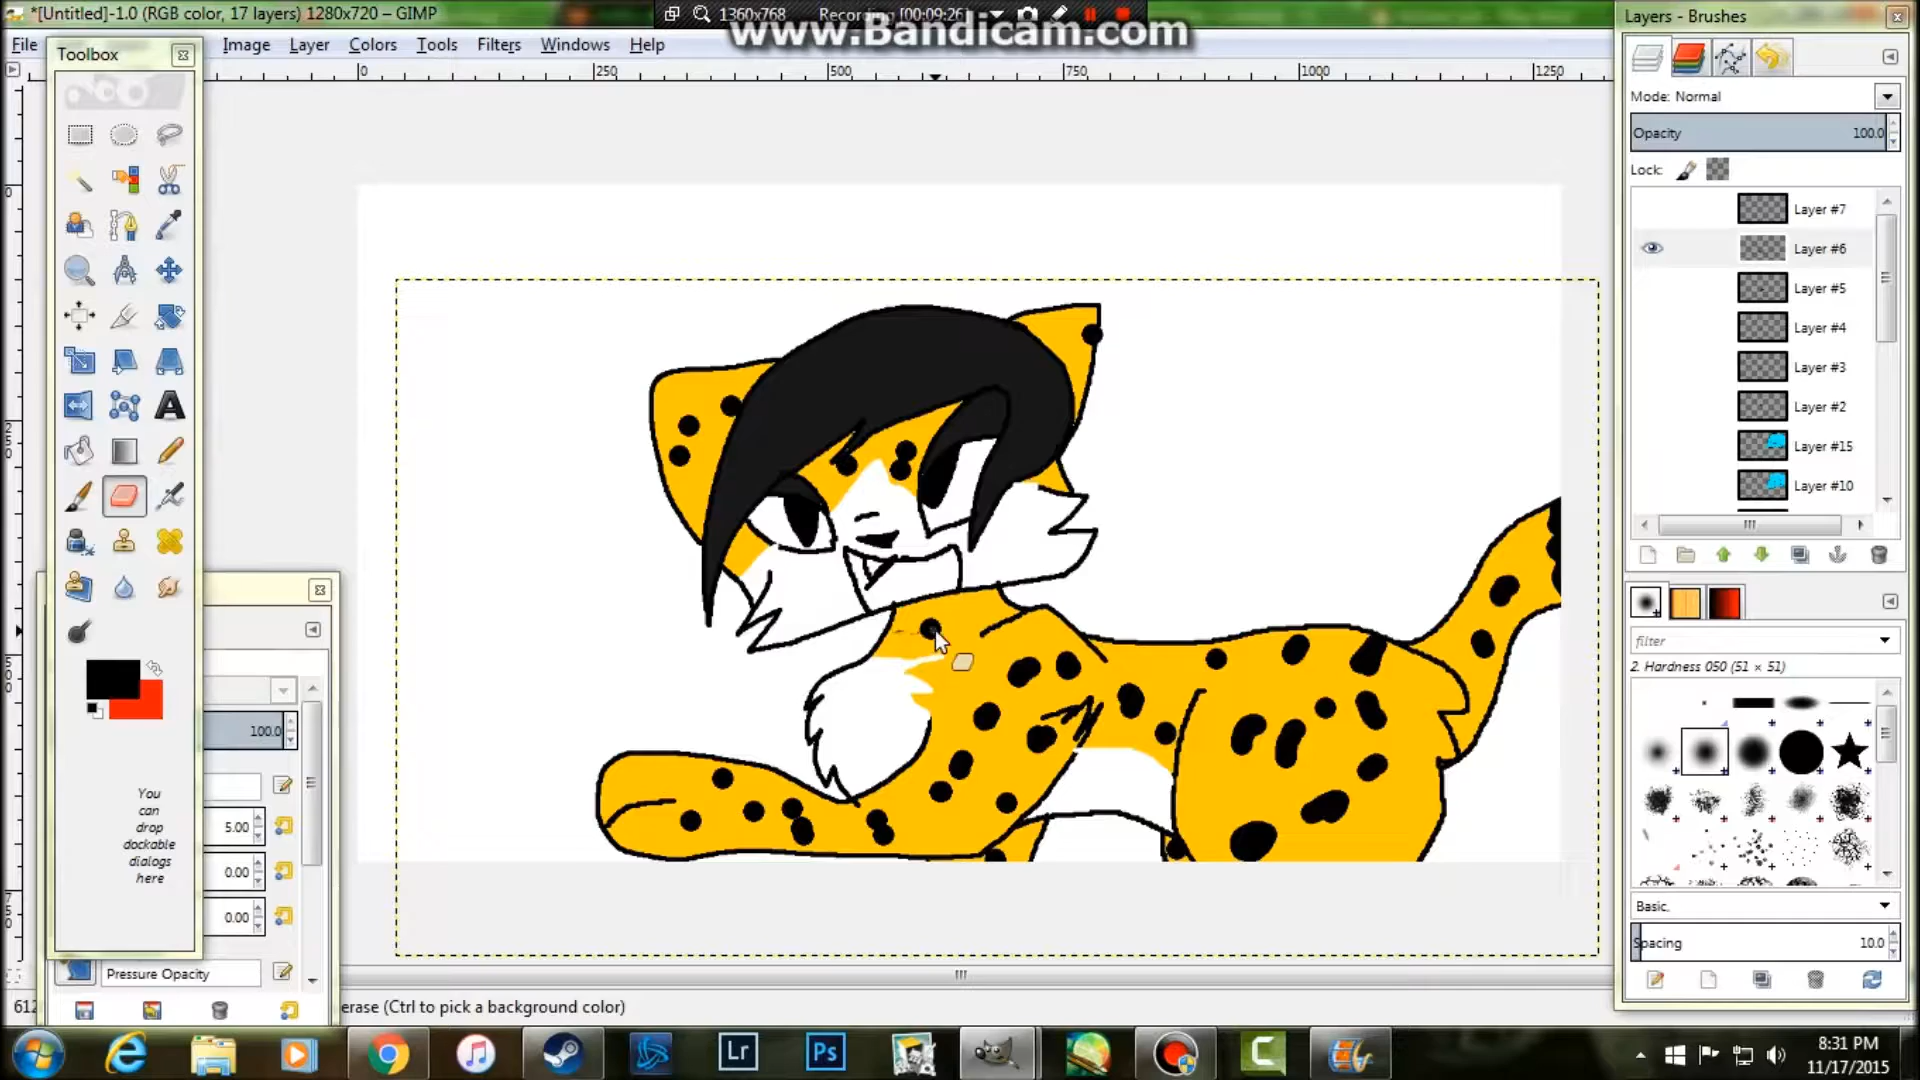 *[Untitled]-1.0 (RGB color, 17 layers) 1280x720 – GIMP
1360x768
Recording [00:09:26]
www.Bandicam.com
File
Image
Layer
Colors
Tools
Filters
Windows
Help
Toolbox
0
250
500
750
1000
1250
You
can
drop
dockable
dialogs
here
100.0
5.00
0.00
0.00
Pressure Opacity
erase (Ctrl to pick a background color)
Layers - Brushes
Mode: Normal
Opacity 100.0
Lock:
Layer #7
Layer #6
Layer #5
Layer #4
Layer #3
Layer #2
Layer #15
Layer #10
filter
2. Hardness 050 (51 × 51)
Basic,
Spacing 10.0
Lr
Ps
8:31 PM
11/17/2015